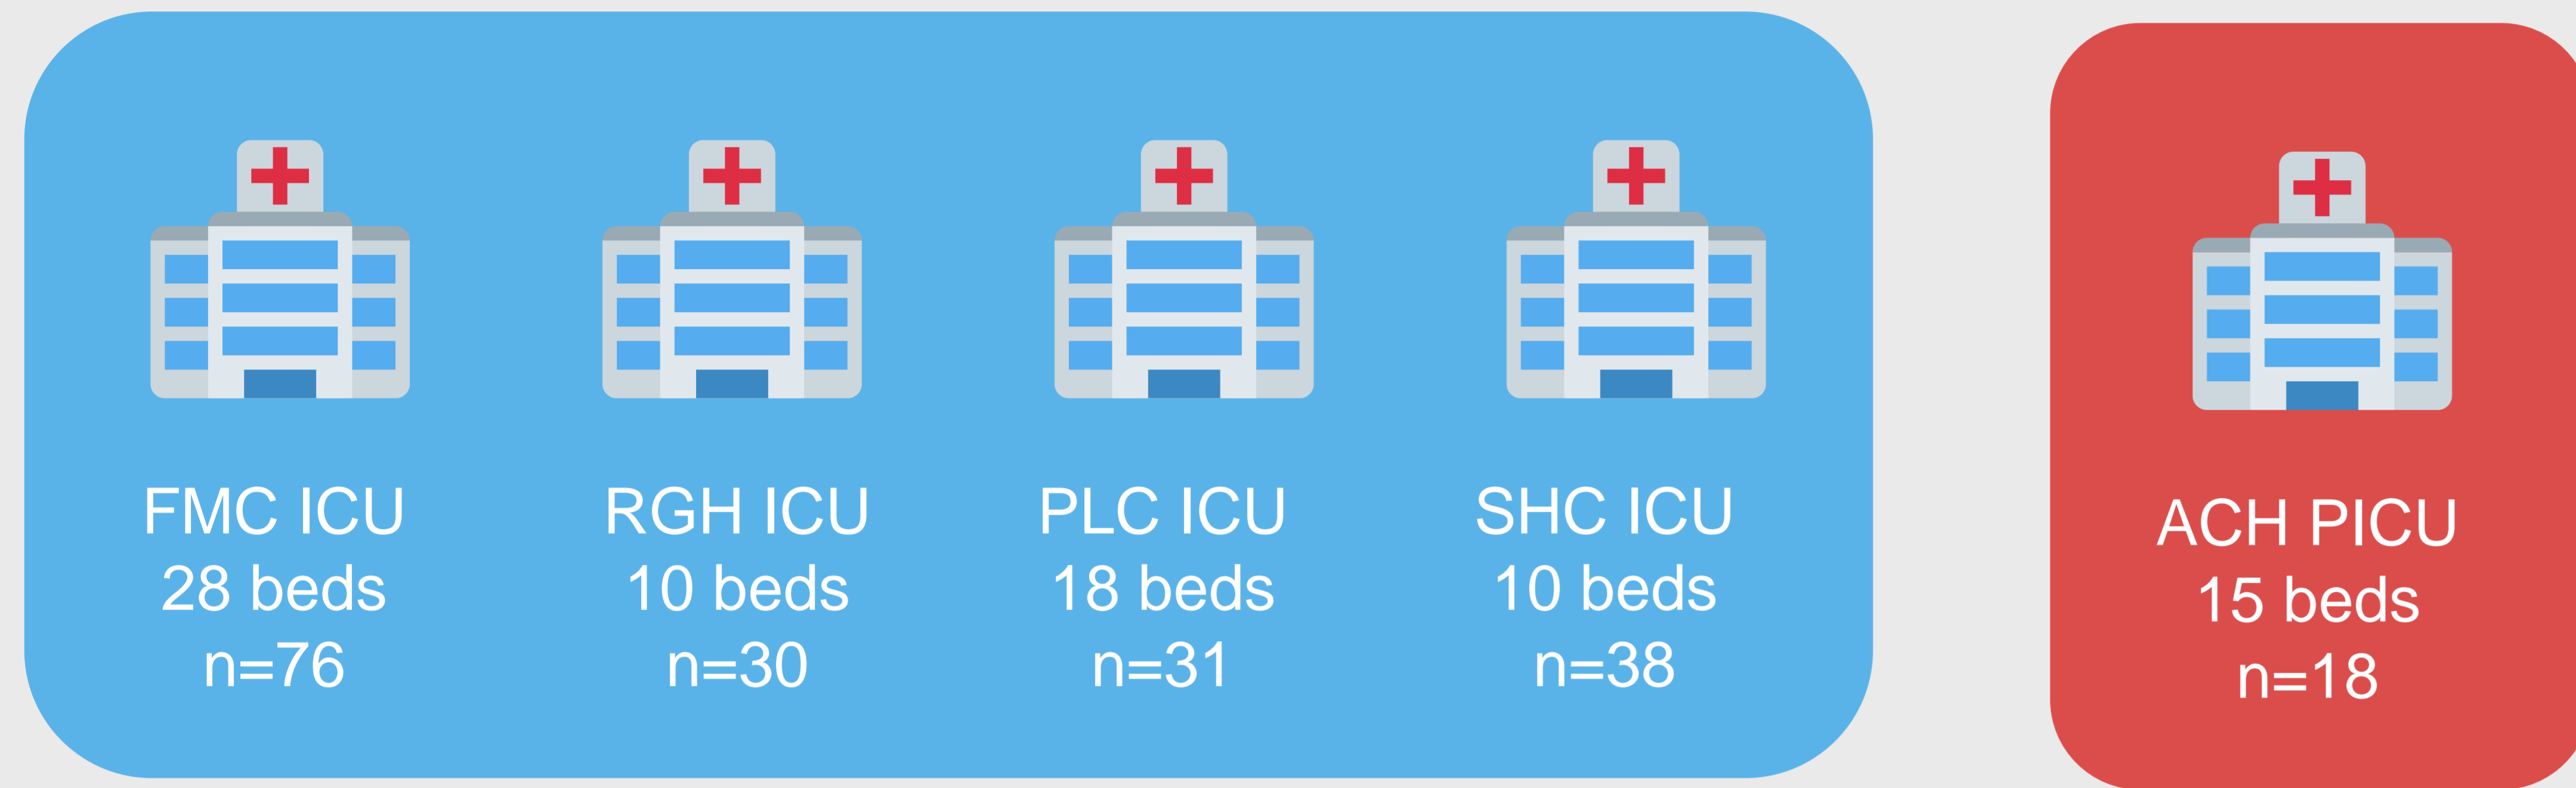 FMC ICU
28 beds
n=76
RGH ICU
10 beds
n=30
PLC ICU
18 beds
n=31
SHC ICU
10 beds
n=38
ACH PICU
15 beds
n=18